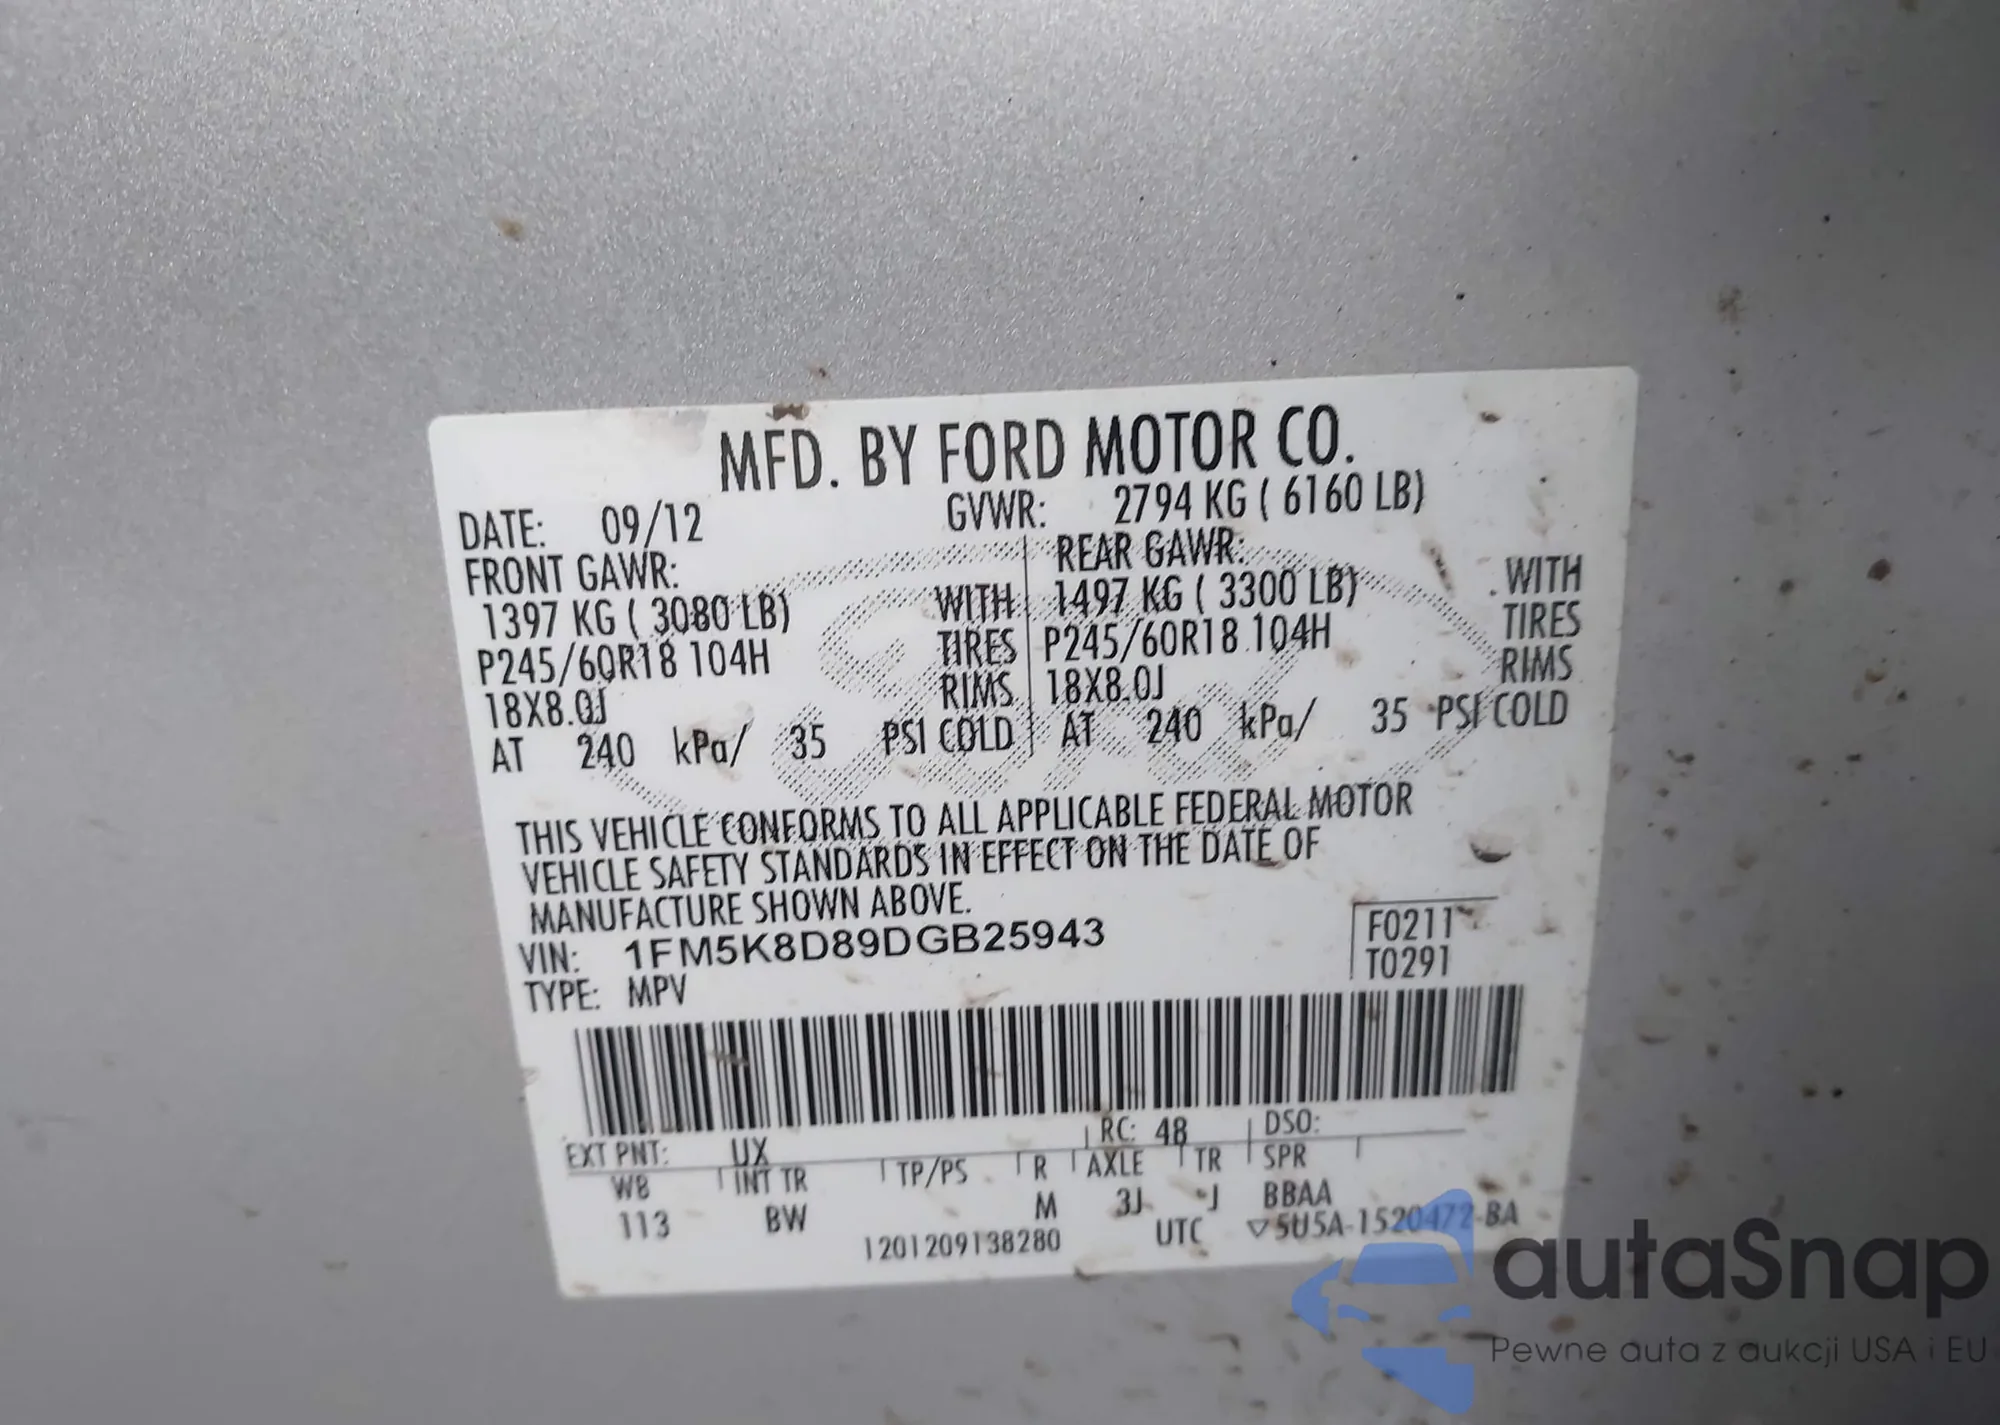 MFD. BY FORD MOTOR CO.
DATE: 09/12 GVWR: 2794 KG ( 6160 LB)
FRONT GAWR: REAR GAWR:
1397 KG ( 3080 LB) WITH 1497 KG ( 3300 LB) WITH
P245/60R18 104H TIRES P245/60R18 104H TIRES
18X8.0J RIMS 18X8.0J RIMS
AT 240 kPa/ 35 PSI COLD AT 240 kPa/ 35 PSI COLD
THIS VEHICLE CONFORMS TO ALL APPLICABLE FEDERAL MOTOR
VEHICLE SAFETY STANDARDS IN EFFECT ON THE DATE OF
MANUFACTURE SHOWN ABOVE.
VIN: 1FM5K8D89DGB25943 F0211
TYPE: MPV T0291
EXT PNT: UX RC: 48 DSO:
WB INT TR TP/PS R AXLE TR SPR
113 BW M 3J J BBAA
1201209138280 UTC ▽5U5A-1520472-BA
autaSnap
Pewne auta z aukcji USA i EU